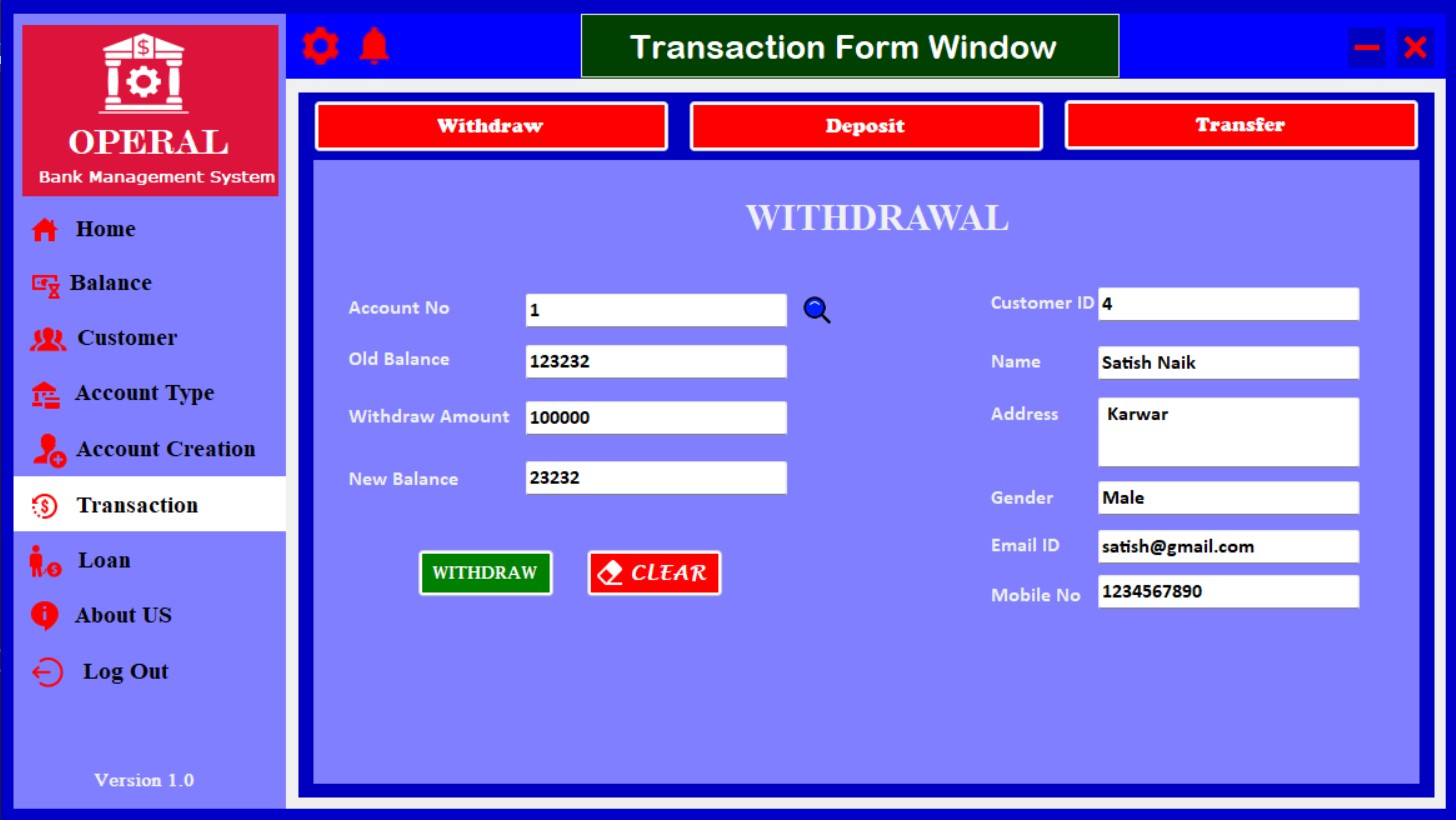 $
OPERAL
Bank Management System
Home
Balance
Customer
Account Type
Account Creation
Transaction
Loan
About US
Log Out
Version 1.0
Transaction Form Window
Withdraw
Deposit
Transfer
WITHDRAWAL
Account No 1
Old Balance 123232
Withdraw Amount 100000
New Balance 23232
WITHDRAW
CLEAR
Customer ID 4
Name Satish Naik
Address Karwar
Gender Male
Email ID satish@gmail.com
Mobile No 1234567890